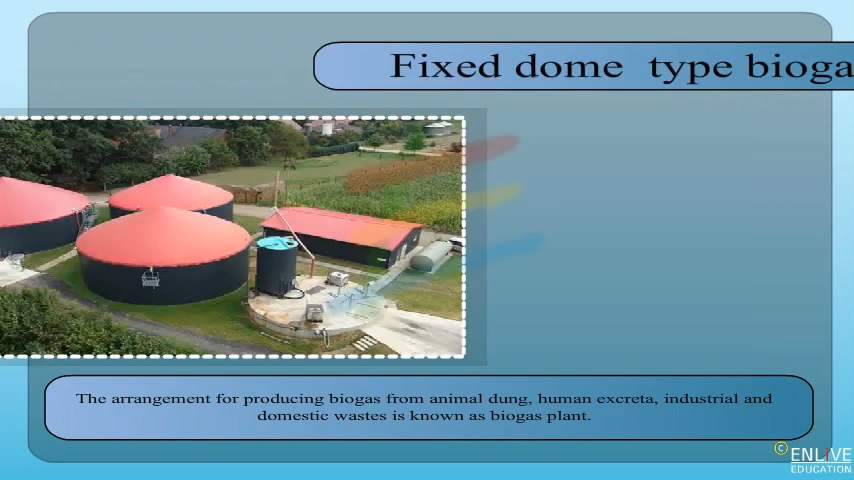 Fixed dome type bioga
The arrangement for producing biogas from animal dung, human excreta, industrial and
domestic wastes is known as biogas plant.
© ENLIVE
EDUCATION